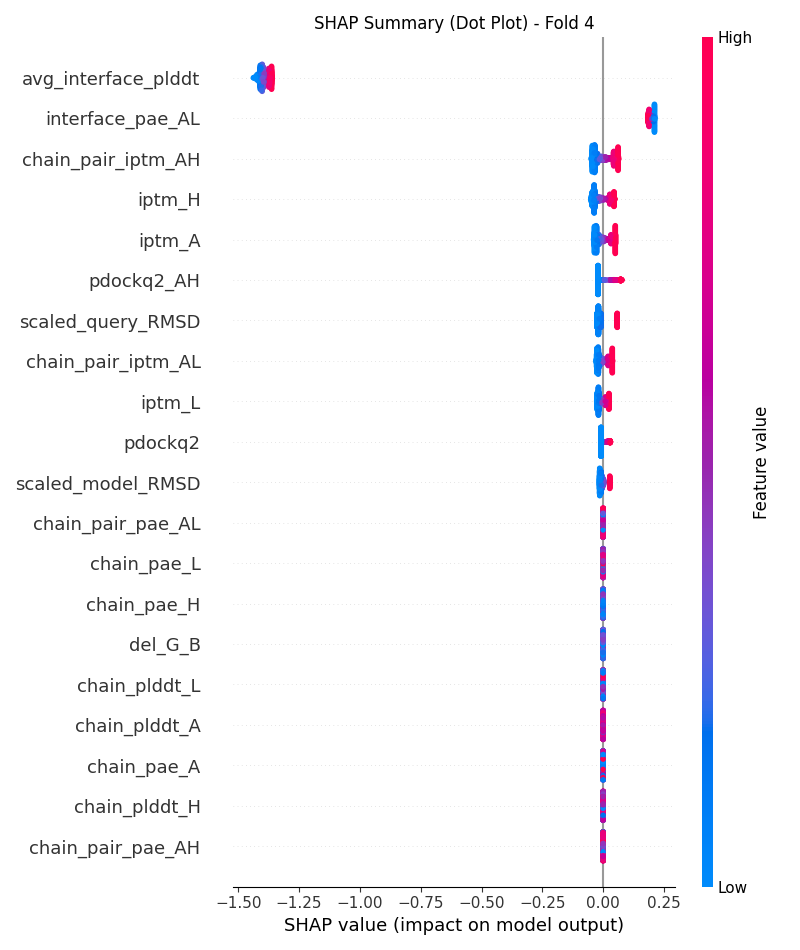 SHAP Summary (Dot Plot) - Fold 4
High
avg_interface_plddt
interface_pae_AL
chain_pair_iptm_AH
iptm_H
iptm_A
pdockq2_AH
scaled_query_RMSD
chain_pair_iptm_AL
iptm_L
pdockq2
scaled_model_RMSD
chain_pair_pae_AL
chain_pae_L
chain_pae_H
del_G_B
chain_plddt_L
chain_plddt_A
chain_pae_A
chain_plddt_H
chain_pair_pae_AH
Feature value
Low
−1.50 −1.25 −1.00 −0.75 −0.50 −0.25 0.00 0.25
SHAP value (impact on model output)